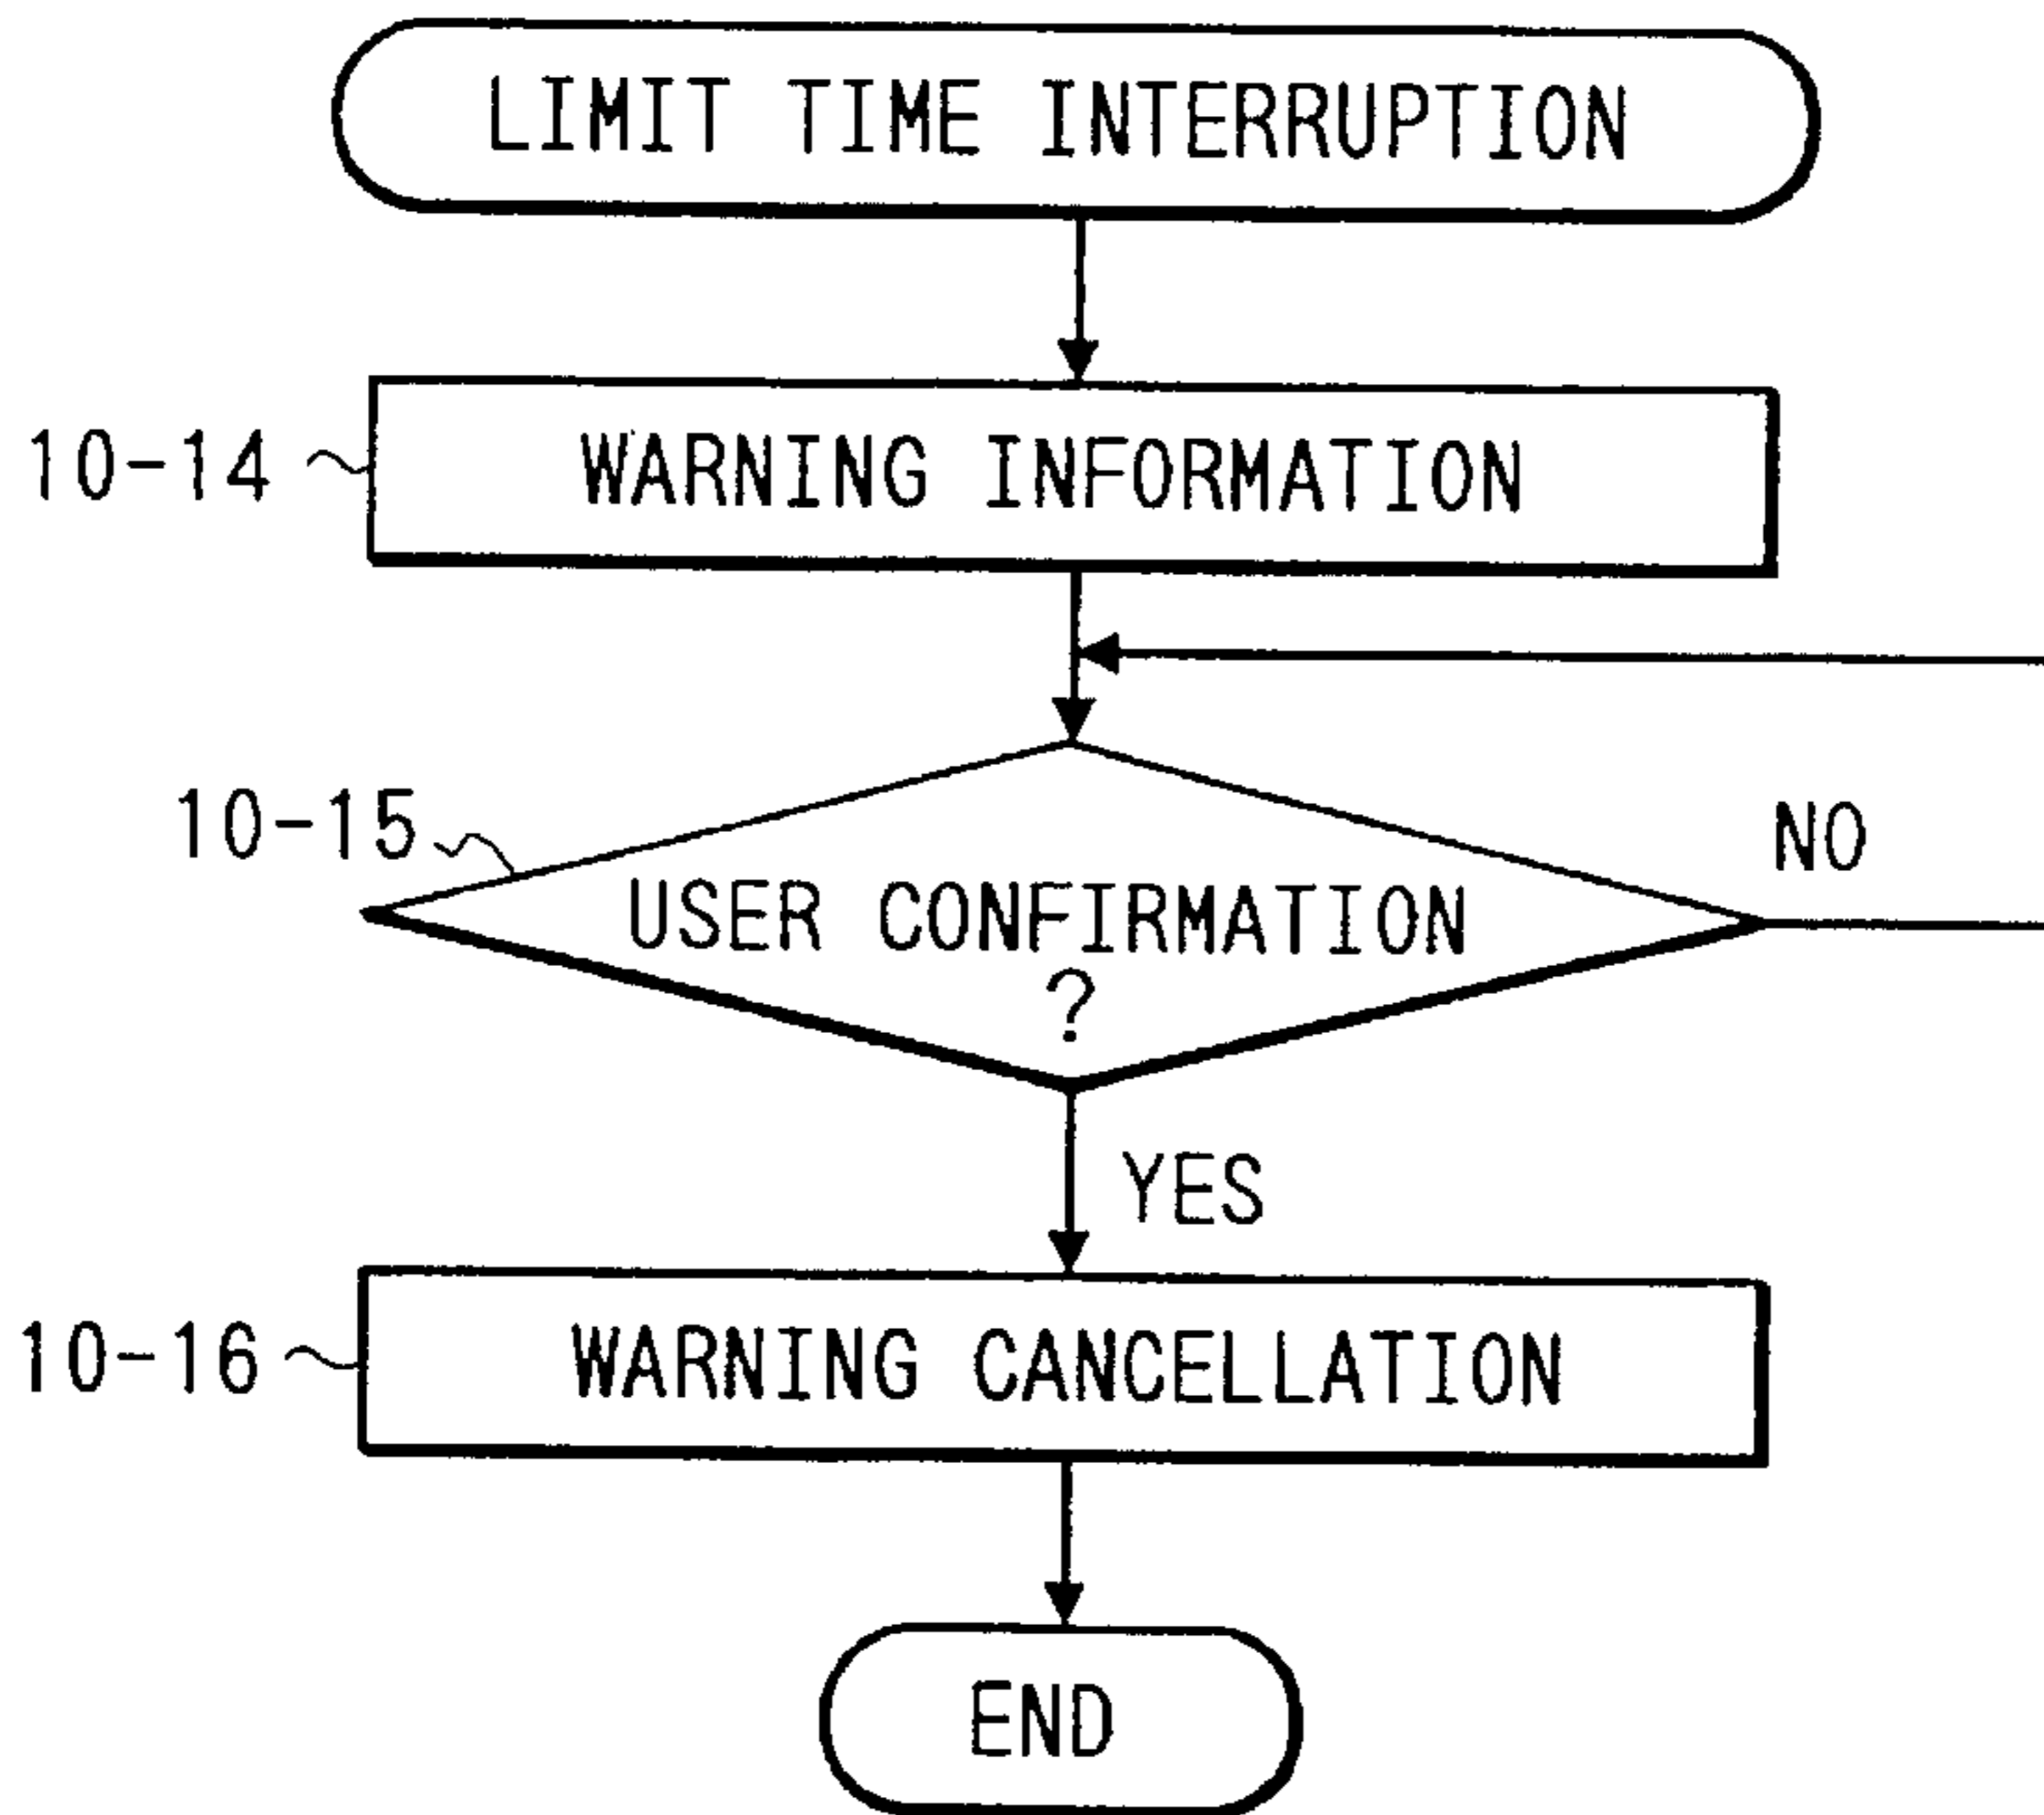 LIMIT TIME INTERRUPTION
10-14
WARNING INFORMATION
10-15
NO
USER CONFIRMATION
?
YES
10-16
WARNING CANCELLATION
END